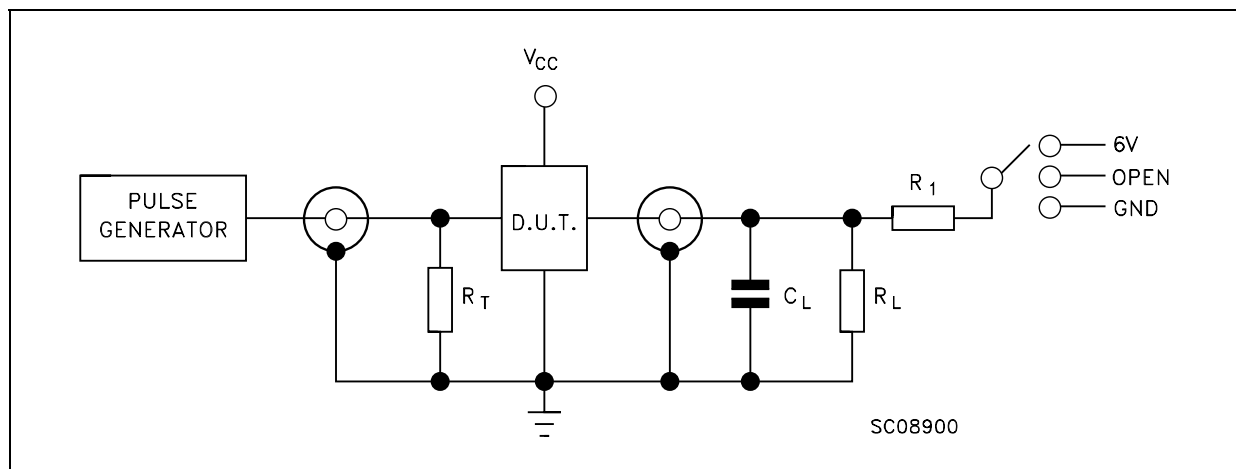 VCC
PULSE
GENERATOR
RT
D.U.T.
CL
RL
R1
6V
OPEN
GND
SC08900